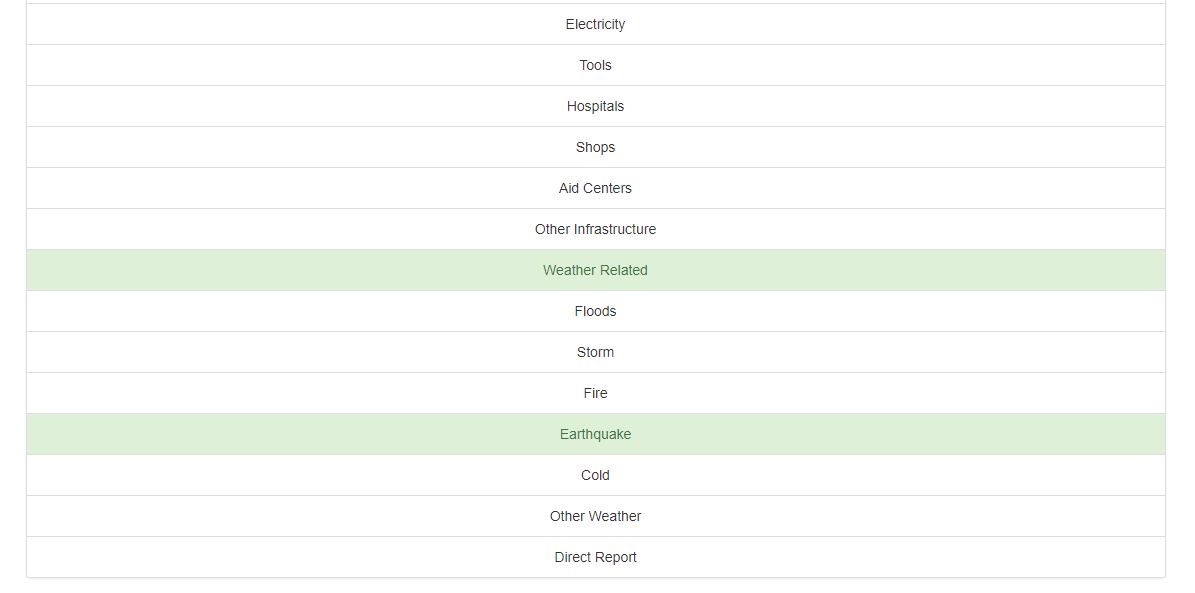 Electricity
Tools
Hospitals
Shops
Aid Centers
Other Infrastructure
Weather Related
Floods
Storm
Fire
Earthquake
Cold
Other Weather
Direct Report